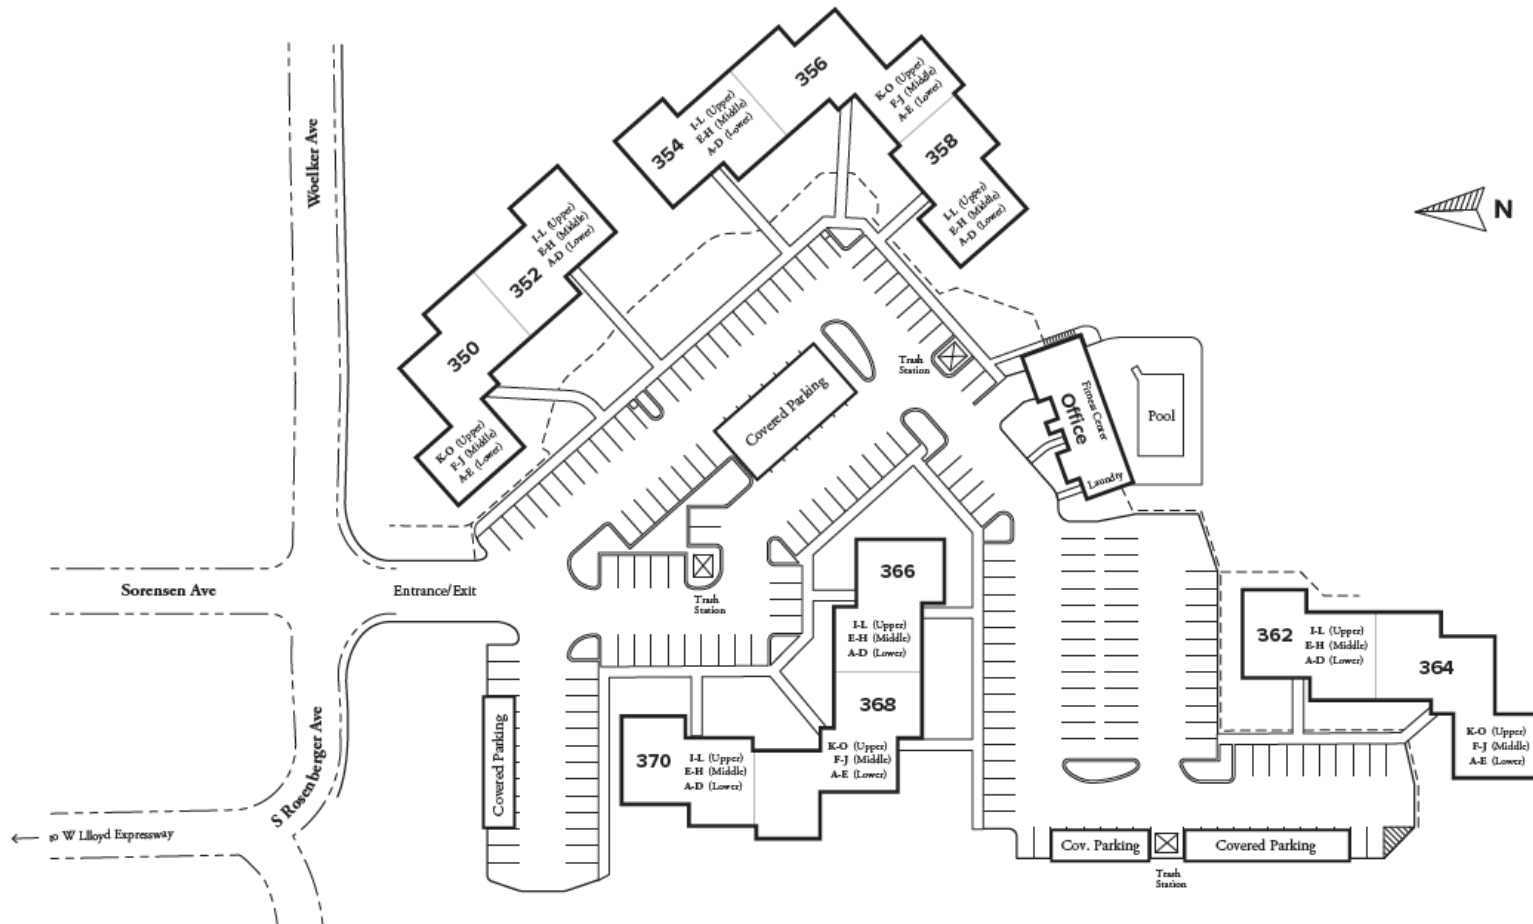 356
K-O (Upper)
F-J (Middle)
A-E (Lower)
354
I-L (Upper)
E-H (Middle)
A-D (Lower)
358
I-L (Upper)
E-H (Middle)
A-D (Lower)
Woelker Ave
352
I-L (Upper)
E-H (Middle)
A-D (Lower)
N
350
K-O (Upper)
F-J (Middle)
A-E (Lower)
Covered Parking
Trash
Station
Fitness Center
Office
Laundry
Pool
Sorensen Ave
Entrance/Exit
Trash
Station
366
I-L (Upper)
E-H (Middle)
A-D (Lower)
368
K-O (Upper)
F-J (Middle)
A-E (Lower)
362
I-L (Upper)
E-H (Middle)
A-D (Lower)
364
K-O (Upper)
F-J (Middle)
A-E (Lower)
370
I-L (Upper)
E-H (Middle)
A-D (Lower)
Covered Parking
S Rosenberger Ave
to W Llloyd Expressway
Cov. Parking
Covered Parking
Trash
Station